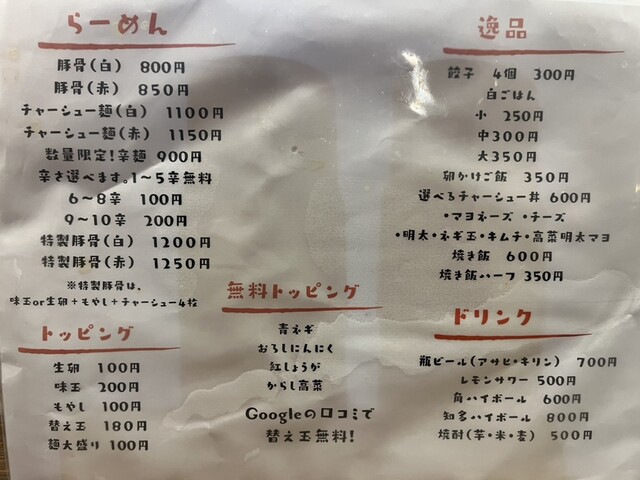 らーめん
豚骨(白) 800円
豚骨(赤) 850円
チャーシュー麺(白) 1100円
チャーシュー麺(赤) 1150円
数量限定!辛麺 900円
辛さ選べます。1〜5辛無料
6〜8辛 100円
9〜10辛 200円
特製豚骨(白) 1200円
特製豚骨(赤) 1250円
※特製豚骨は、
味玉or生卵+もやし+チャーシュー4枚
トッピング
生卵 100円
味玉 200円
もやし 100円
替え玉 180円
麺大盛り 100円
無料トッピング
青ネギ
おろしにんにく
紅しょうが
からし高菜
Googleの口コミで
替え玉無料!
逸品
餃子 4個 300円
白ごはん
小 250円
中300円
大350円
卵かけご飯 350円
選べるチャーシュー丼 600円
・マヨネーズ ・チーズ
・明太・ネギ玉・キムチ・高菜明太マヨ
焼き飯 600円
焼き飯ハーフ 350円
ドリンク
瓶ビール(アサヒ・キリン) 700円
レモンサワー 500円
角ハイボール 600円
知多ハイボール 800円
焼酎(芋・米・麦) 500円